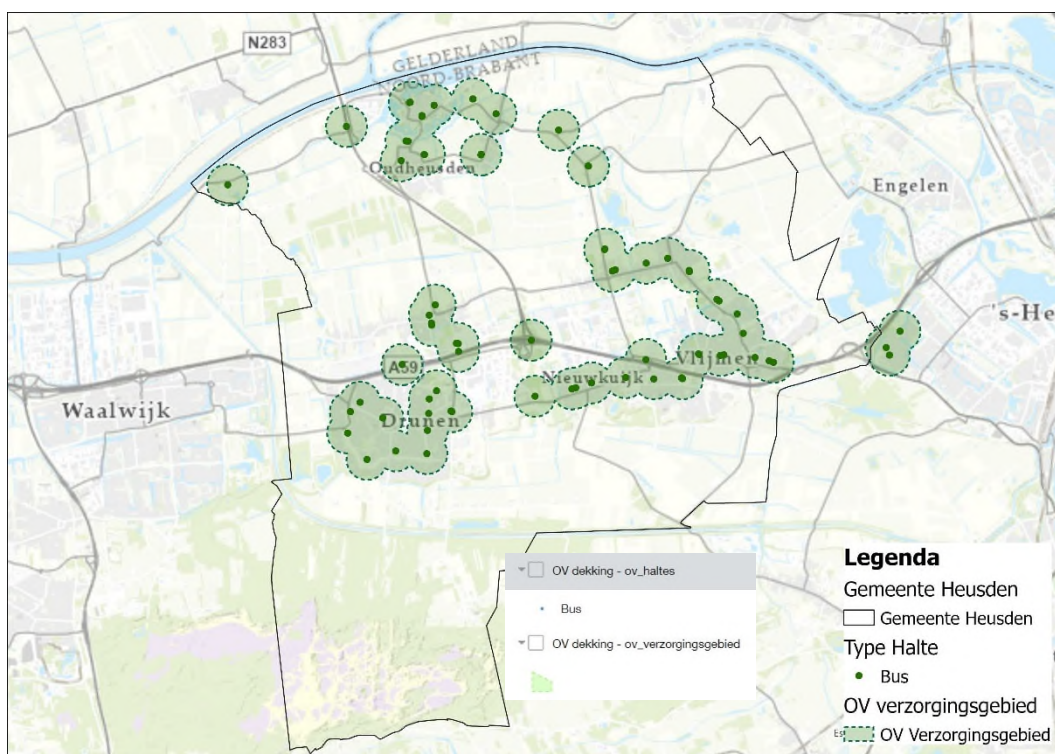 N283
GELDERLAND
NOORD-BRABANT
Oudheusden
Engelen
's-He
A59
Vlijmen
Nieuwkuijk
Waalwijk
Drunen
OV dekking - ov_haltes
Bus
OV dekking - ov_verzorgingsgebied
Legenda
Gemeente Heusden
Gemeente Heusden
Type Halte
Bus
OV verzorgingsgebied
OV Verzorgingsgebied